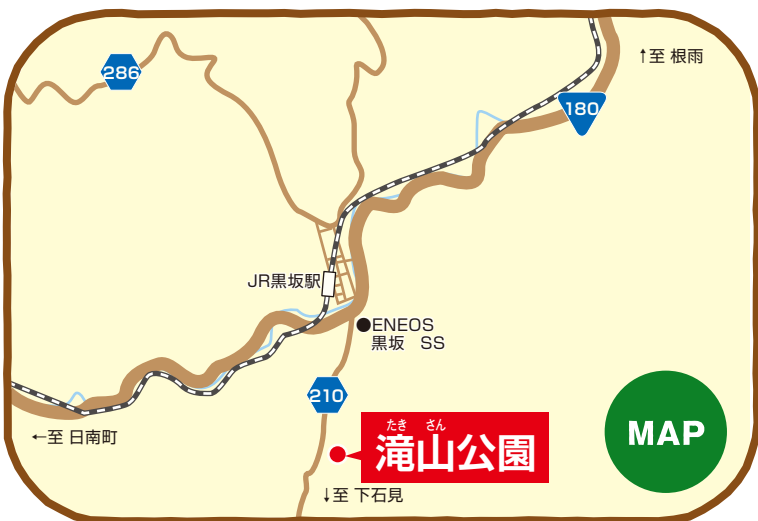 286
↑至 根雨
180
JR黒坂駅
ENEOS
黒坂　SS
210
たき さん
滝山公園
MAP
←至 日南町
↓至 下石見